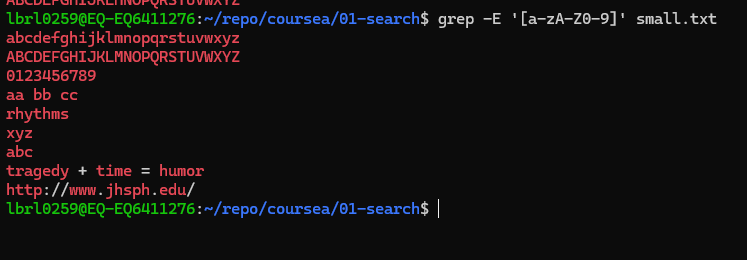 ABCDEFGHIJKLMNOPQRSTUVWXYZ
lbrl0259@EQ-EQ6411276:~/repo/coursea/01-search$ grep -E '[a-zA-Z0-9]' small.txt
abcdefghijklmnopqrstuvwxyz
ABCDEFGHIJKLMNOPQRSTUVWXYZ
0123456789
aa bb cc
rhythms
xyz
abc
tragedy + time = humor
http://www.jhsph.edu/
lbrl0259@EQ-EQ6411276:~/repo/coursea/01-search$